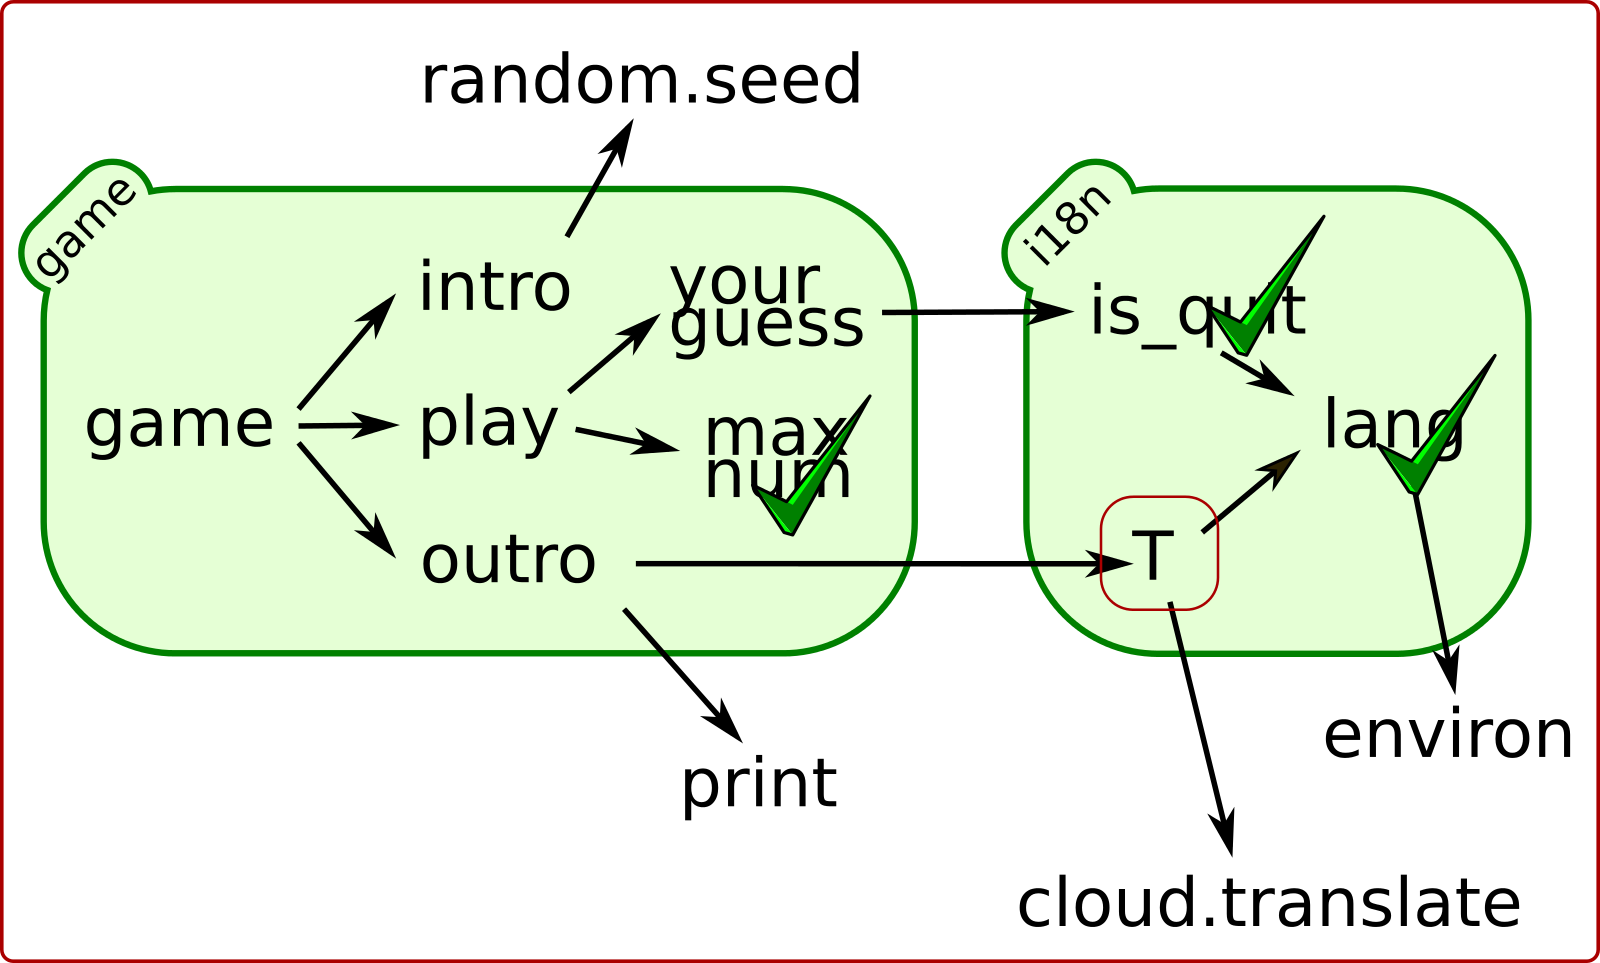 random.seed
game
i18n
intro
your
guess
is_quit
game
play
max
num
lang
outro
T
print
environ
cloud.translate